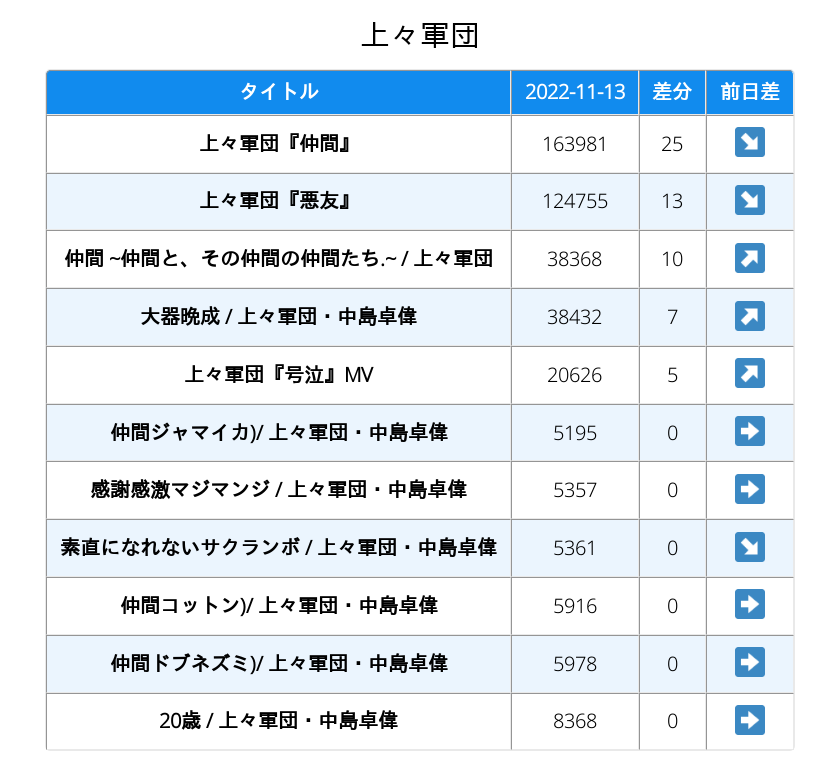 上々軍団
タイトル 2022-11-13 差分 前日差
上々軍団『仲間』 163981 25 ↘
上々軍団『悪友』 124755 13 ↘
仲間 ~仲間と、その仲間の仲間たち.~ / 上々軍団 38368 10 ↗
大器晩成 / 上々軍団・中島卓偉 38432 7 ↗
上々軍団『号泣』MV 20626 5 ↗
仲間ジャマイカ)/ 上々軍団・中島卓偉 5195 0 ➡
感謝感激マジマンジ / 上々軍団・中島卓偉 5357 0 ➡
素直になれないサクランボ / 上々軍団・中島卓偉 5361 0 ↘
仲間コットン)/ 上々軍団・中島卓偉 5916 0 ➡
仲間ドブネズミ)/ 上々軍団・中島卓偉 5978 0 ➡
20歳 / 上々軍団・中島卓偉 8368 0 ➡